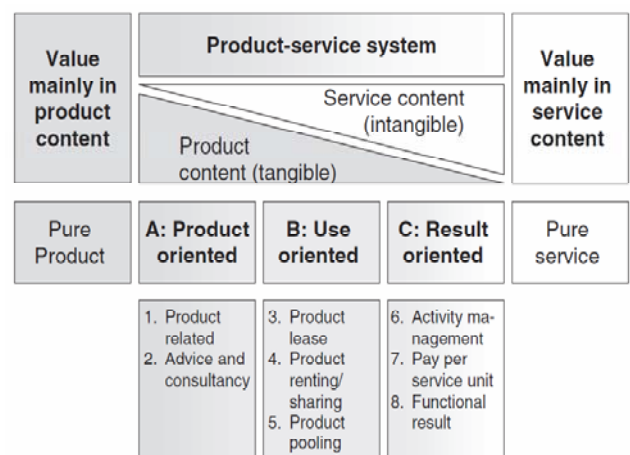 Value
mainly in
product
content
Product-service system
Service content
(intangible)
Product
content (tangible)
Value
mainly in
service
content
Pure
Product
A: Product
oriented
B: Use
oriented
C: Result
oriented
Pure
service
1. Product
related
2. Advice and
consultancy
3. Product
lease
4. Product
renting/
sharing
5. Product
pooling
6. Activity ma-
nagement
7. Pay per
service unit
8. Functional
result